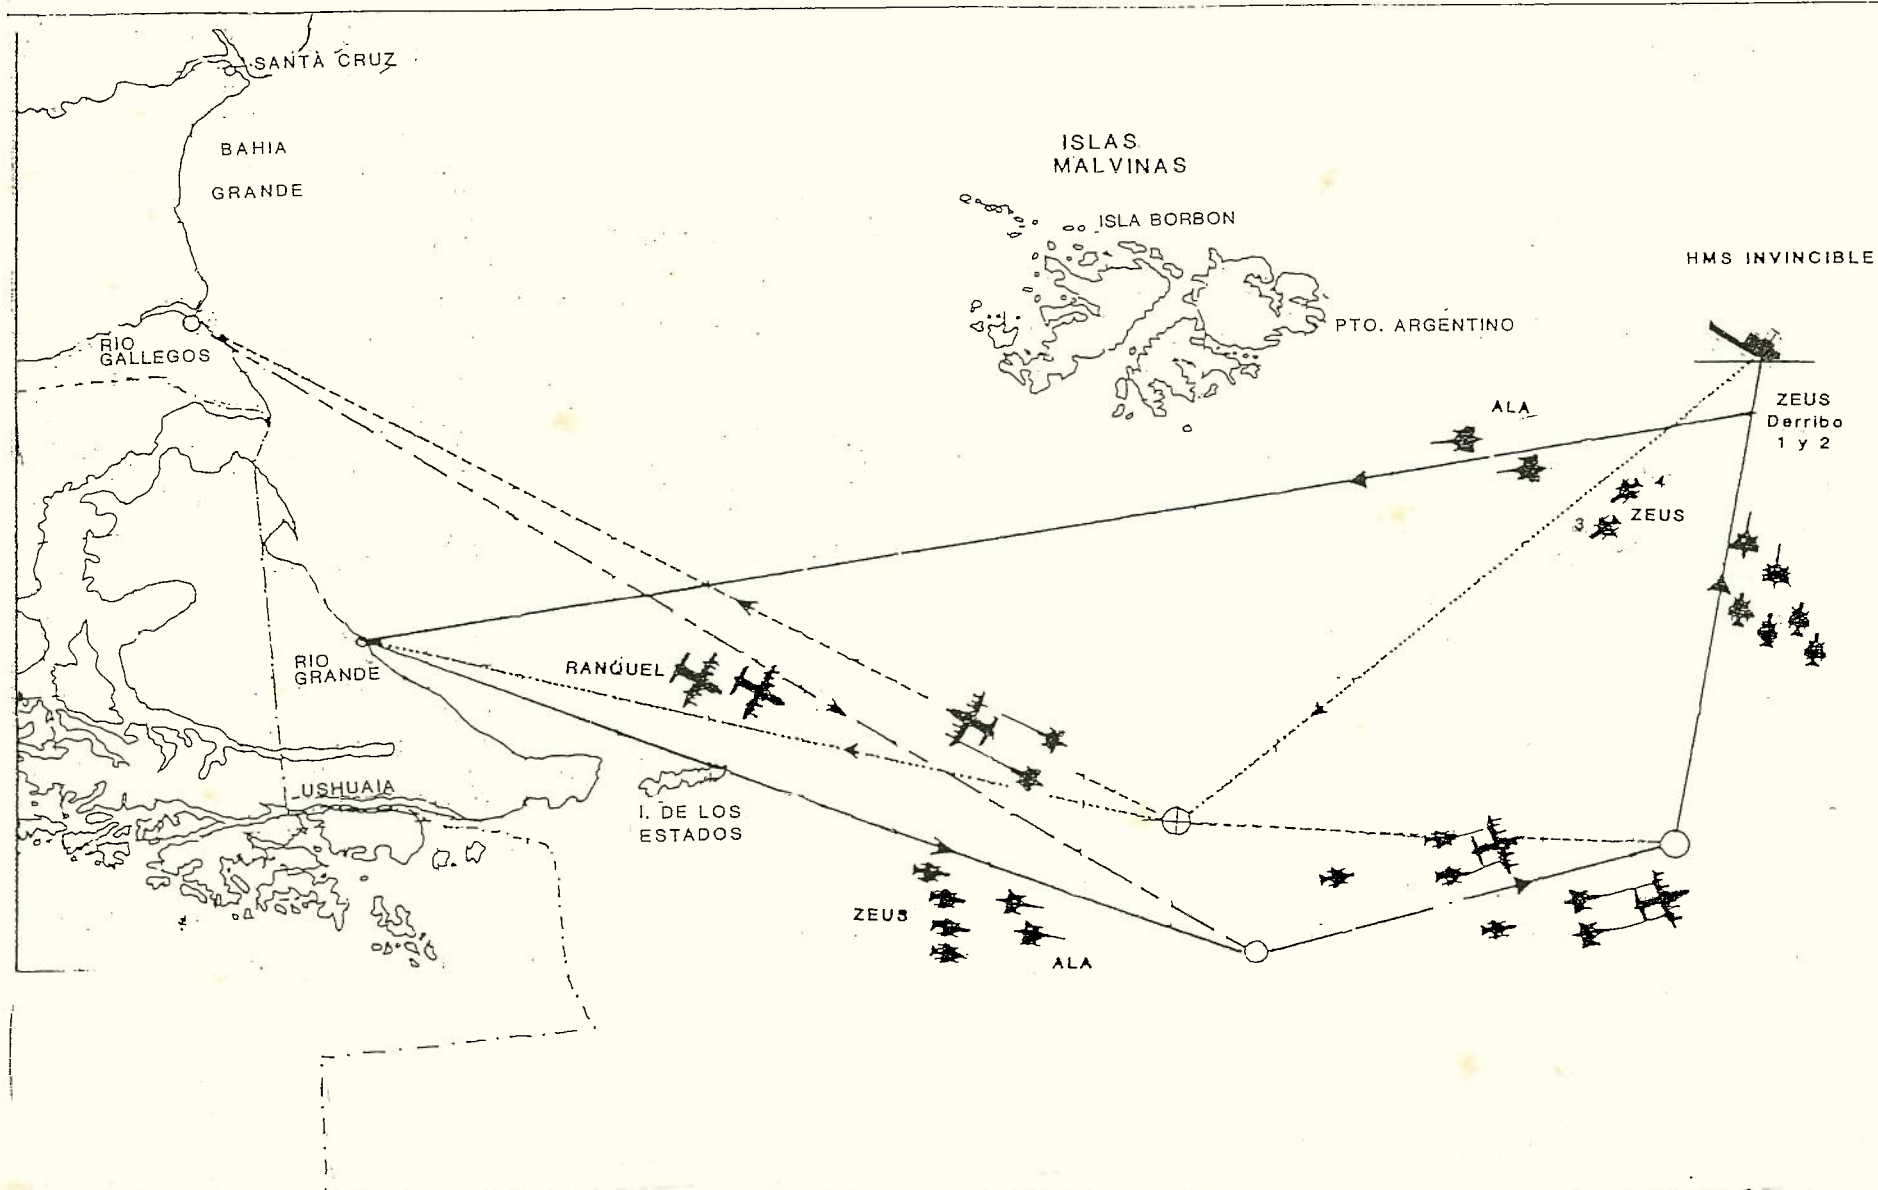 SANTA CRUZ
BAHIA
GRANDE
ISLAS
MALVINAS
ISLA BORBON
HMS INVINCIBLE
RIO
GALLEGOS
PTO. ARGENTINO
ALA
ZEUS
Derribo
1 y 2
4
3 ZEUS
RIO
GRANDE
RANQUEL
USHUAIA
I. DE LOS
ESTADOS
ZEUS
ALA